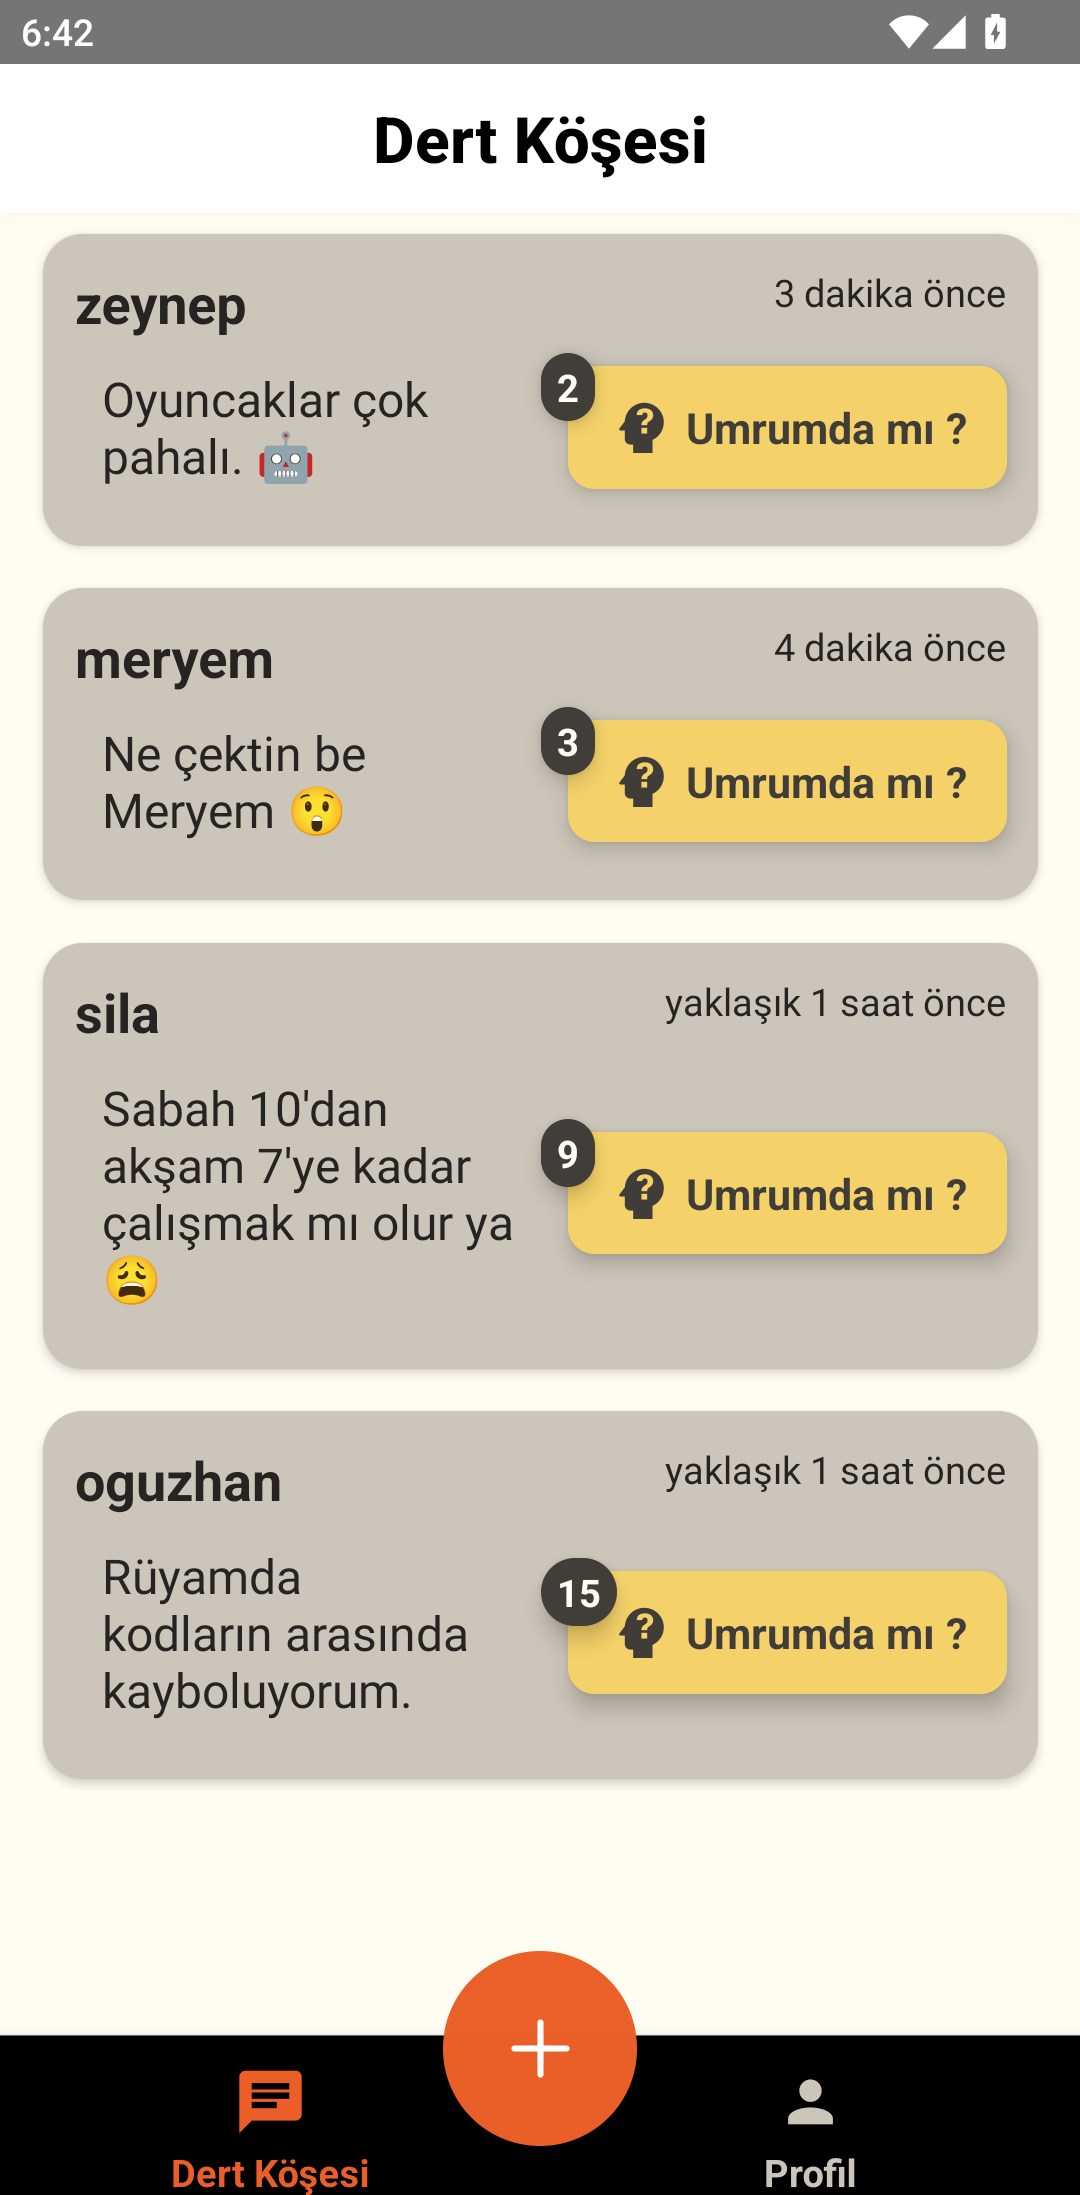 6:42
Dert Köşesi
zeynep
3 dakika önce
Oyuncaklar çok
pahalı. 🤖
2
Umrumda mı ?
meryem
4 dakika önce
Ne çektin be
Meryem 😲
3
Umrumda mı ?
sila
yaklaşık 1 saat önce
Sabah 10'dan
akşam 7'ye kadar
çalışmak mı olur ya
😩
9
Umrumda mı ?
oguzhan
yaklaşık 1 saat önce
Rüyamda
kodların arasında
kayboluyorum.
15
Umrumda mı ?
Dert Köşesi
Profil